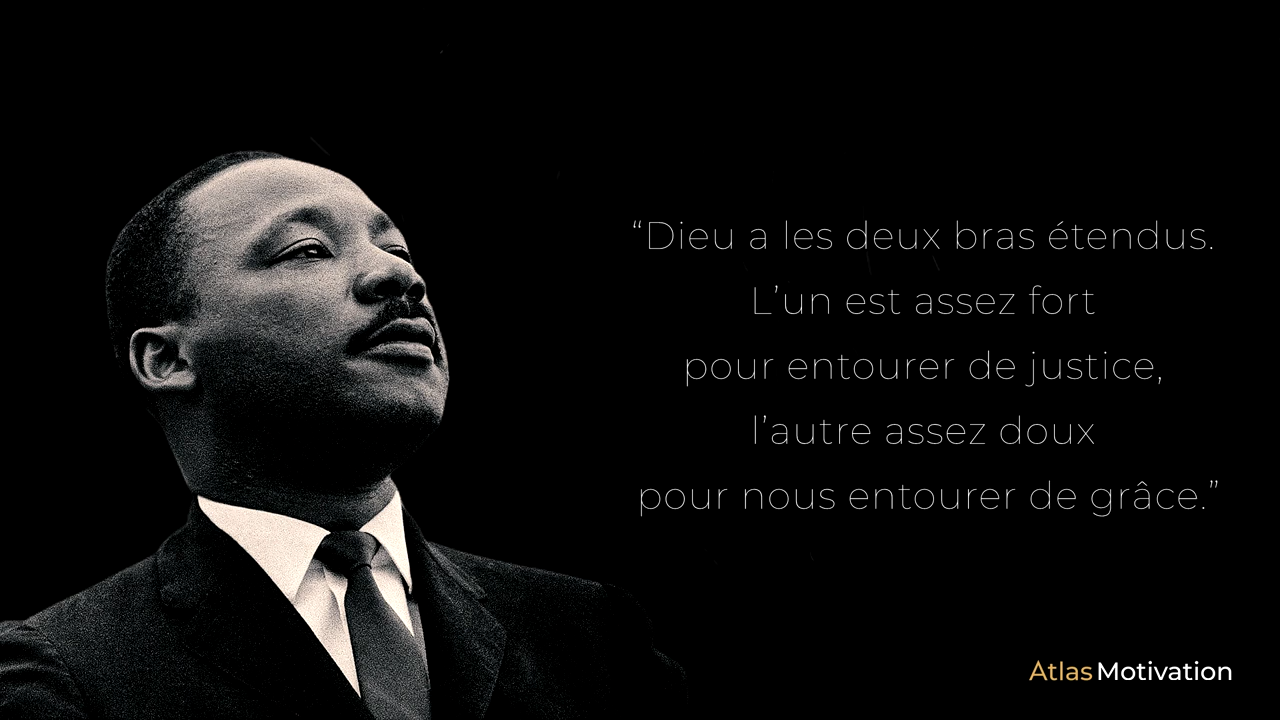 “Dieu a les deux bras étendus.
L’un est assez fort
pour entourer de justice,
l’autre assez doux
pour nous entourer de grâce.”
AtlasMotivation